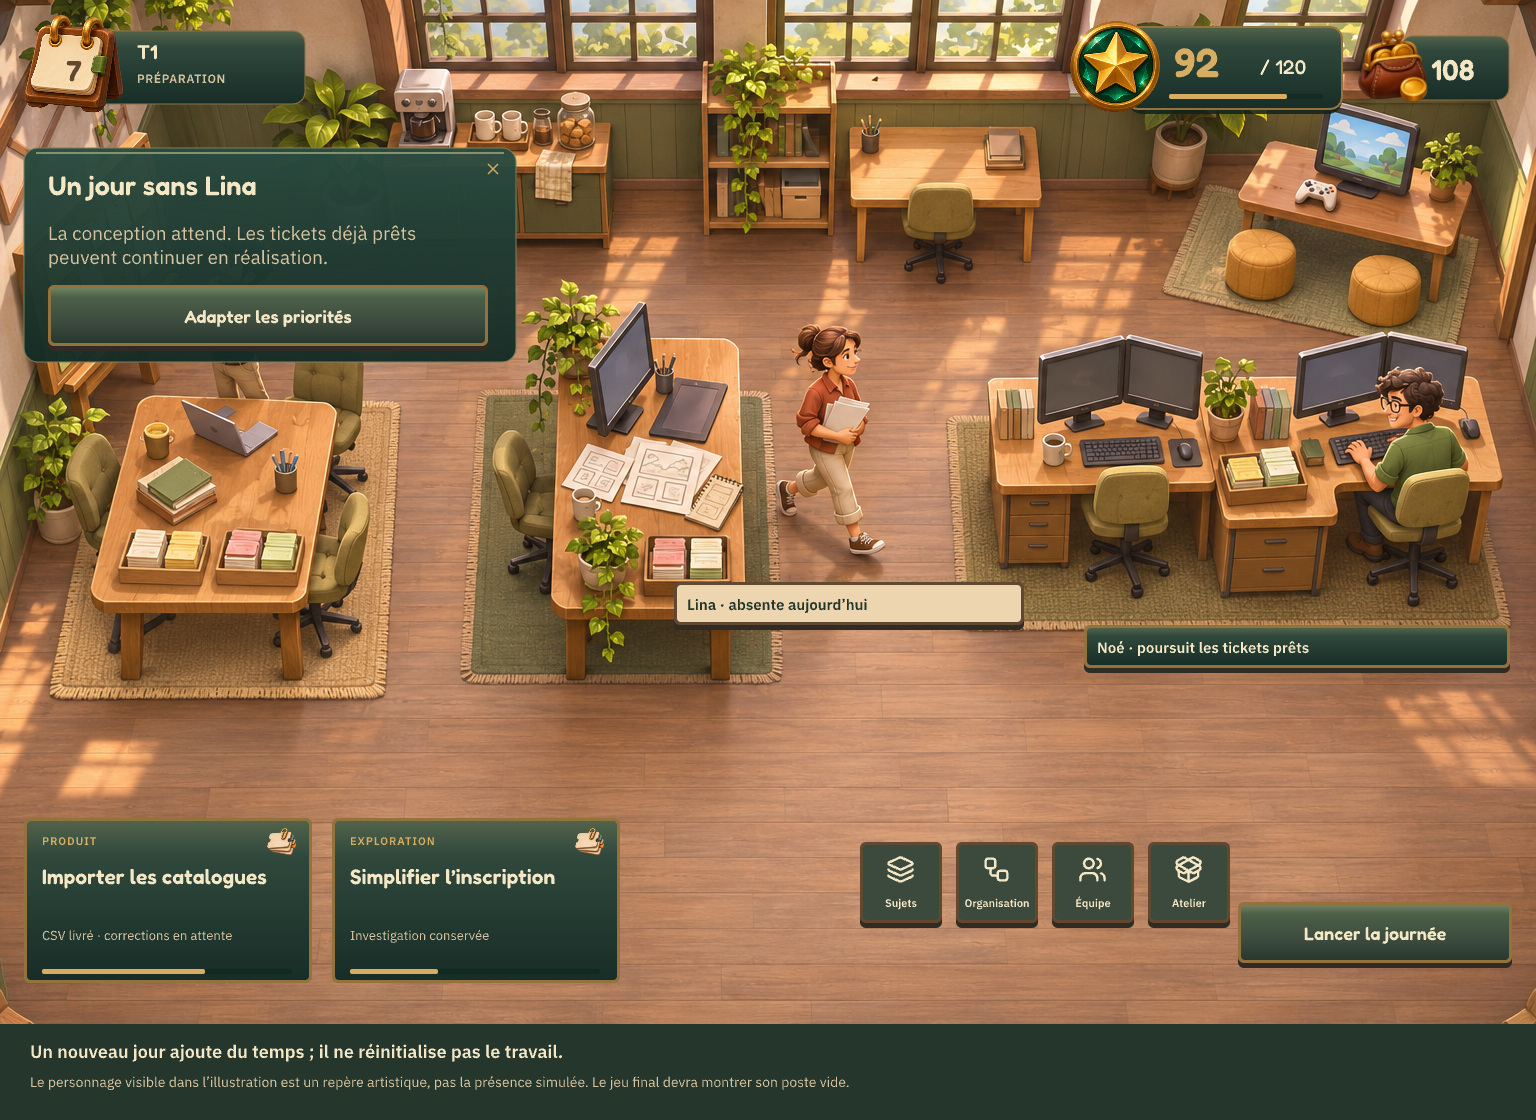 7
T1
PRÉPARATION
92 / 120
108
Un jour sans Lina
La conception attend. Les tickets déjà prêts
peuvent continuer en réalisation.
Adapter les priorités
Lina · absente aujourd’hui
Noé · poursuit les tickets prêts
PRODUIT
Importer les catalogues
CSV livré · corrections en attente
EXPLORATION
Simplifier l’inscription
Investigation conservée
Sujets
Organisation
Équipe
Atelier
Lancer la journée
Un nouveau jour ajoute du temps ; il ne réinitialise pas le travail.
Le personnage visible dans l’illustration est un repère artistique, pas la présence simulée. Le jeu final devra montrer son poste vide.